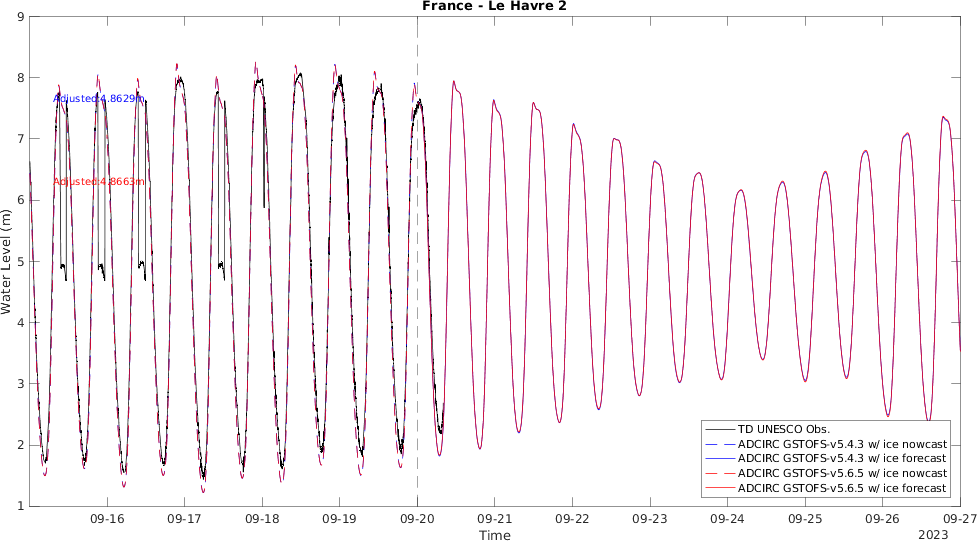 France - Le Havre 2
9
8
7
6
5
4
3
2
1
Water Level (m)
Adjusted:4.8629m
Adjusted:4.8663m
TD UNESCO Obs.
ADCIRC GSTOFS-v5.4.3 w/ ice nowcast
ADCIRC GSTOFS-v5.4.3 w/ ice forecast
ADCIRC GSTOFS-v5.6.5 w/ ice nowcast
ADCIRC GSTOFS-v5.6.5 w/ ice forecast
09-16 09-17 09-18 09-19 09-20 09-21 09-22 09-23 09-24 09-25 09-26 09-27
Time
2023